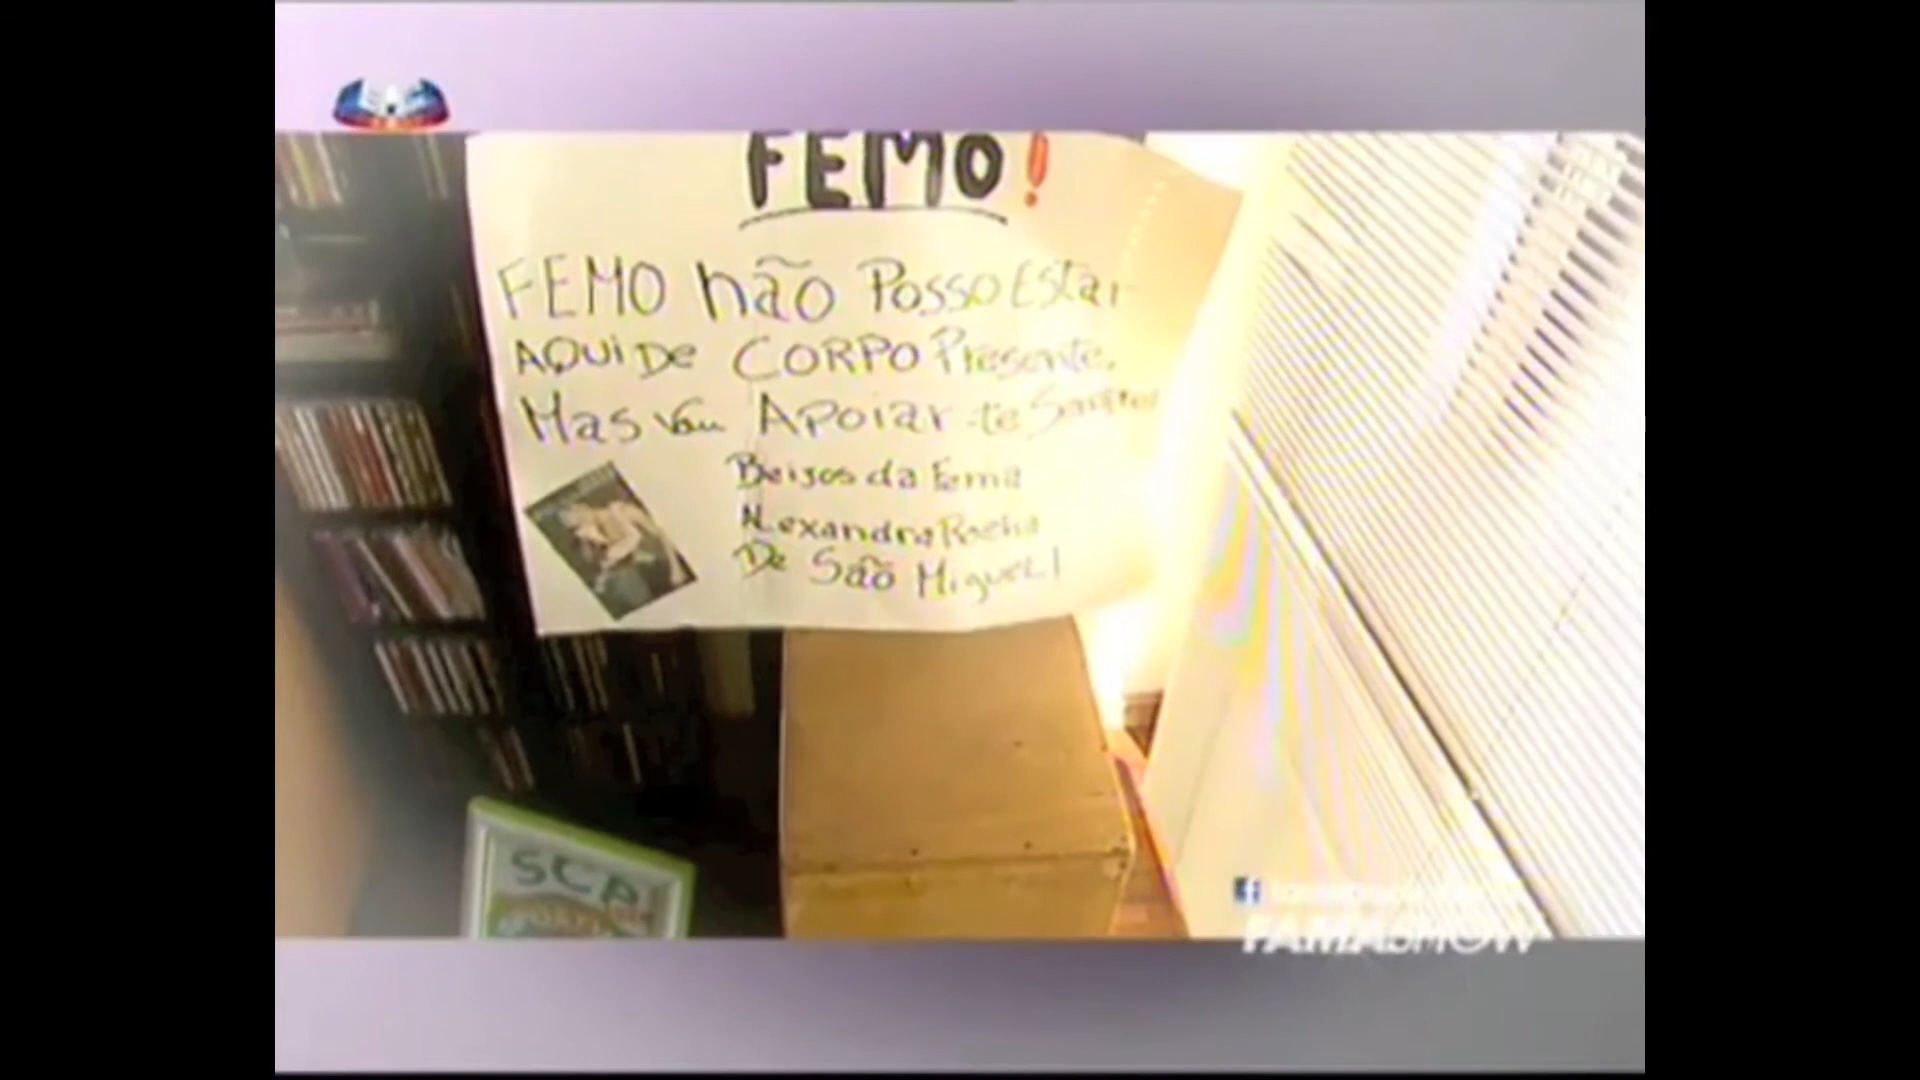 FEMO!
FEMO não Posso Estar
AQUi De CORPO Presente,
Mas vou Apoiar-te Sempre
Beijos da Fema
Alexandra Rocha
De São Miguel!
SCP
FAMASHOW